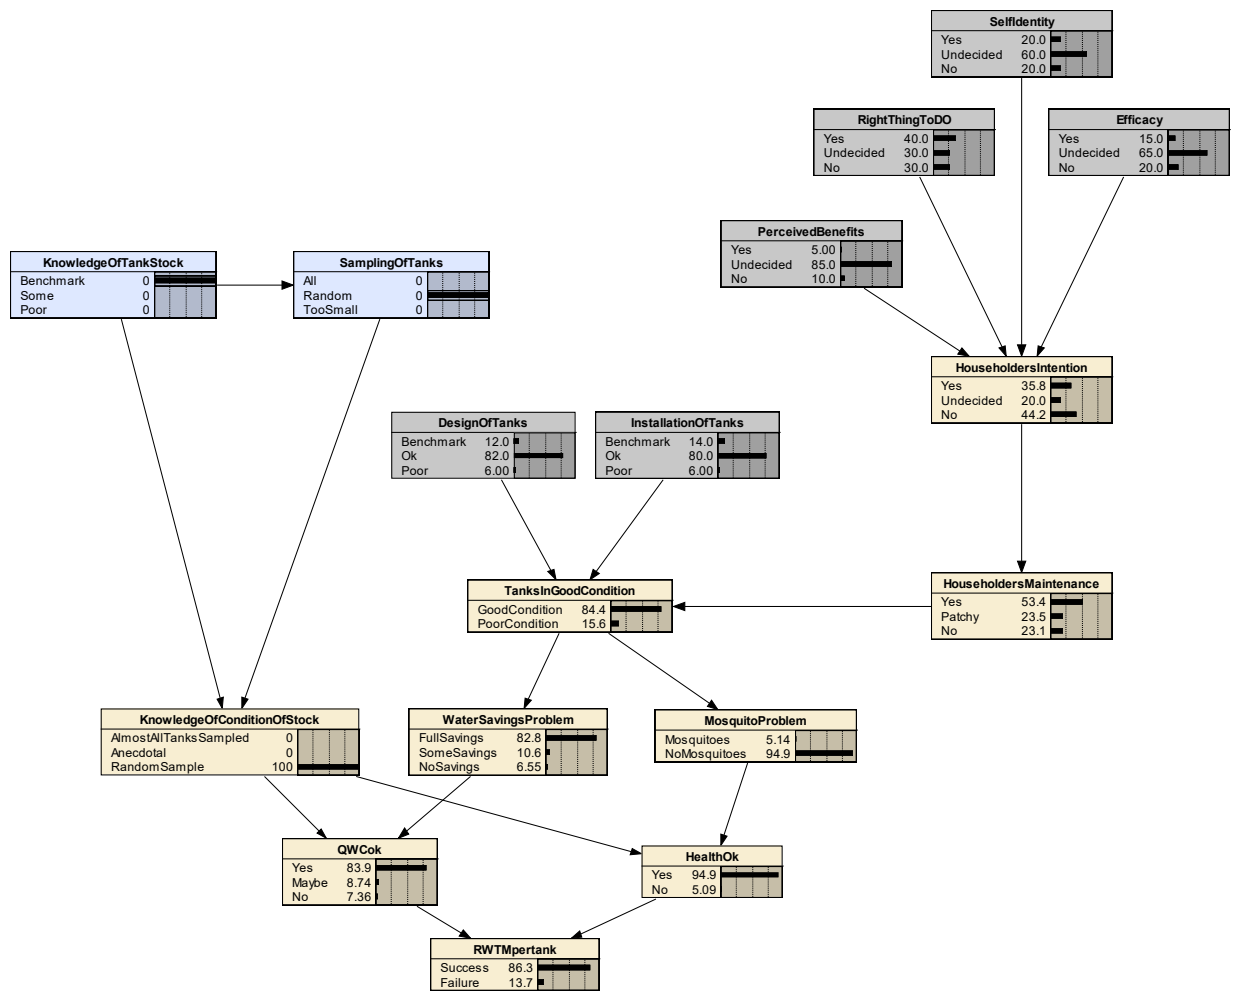 SelfIdentity
Yes 20.0
Undecided 60.0
No 20.0
RightThingToDO
Yes 40.0
Undecided 30.0
No 30.0
Efficacy
Yes 15.0
Undecided 65.0
No 20.0
PerceivedBenefits
Yes 5.00
Undecided 85.0
No 10.0
KnowledgeOfTankStock
Benchmark 0
Some 0
Poor 0
SamplingOfTanks
All 0
Random 0
TooSmall 0
HouseholdersIntention
Yes 35.8
Undecided 20.0
No 44.2
DesignOfTanks
Benchmark 12.0
Ok 82.0
Poor 6.00
InstallationOfTanks
Benchmark 14.0
Ok 80.0
Poor 6.00
TanksInGoodCondition
GoodCondition 84.4
PoorCondition 15.6
HouseholdersMaintenance
Yes 53.4
Patchy 23.5
No 23.1
KnowledgeOfConditionOfStock
AlmostAllTanksSampled 0
Anecdotal 0
RandomSample 100
WaterSavingsProblem
FullSavings 82.8
SomeSavings 10.6
NoSavings 6.55
MosquitoProblem
Mosquitoes 5.14
NoMosquitoes 94.9
QWCok
Yes 83.9
Maybe 8.74
No 7.36
HealthOk
Yes 94.9
No 5.09
RWTMpertank
Success 86.3
Failure 13.7